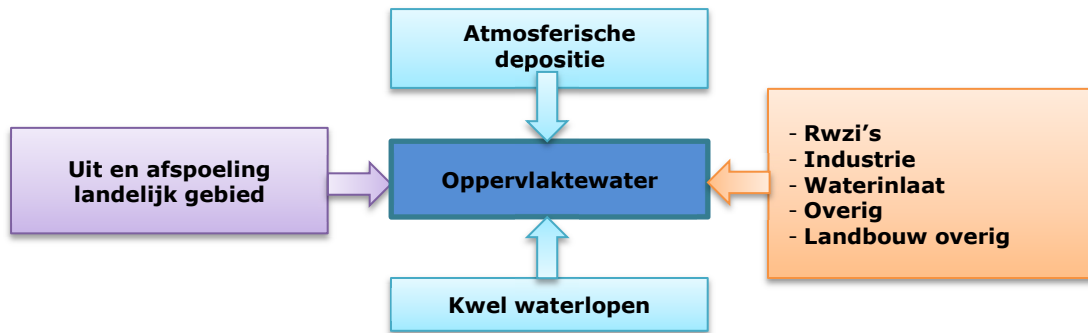 Atmosferische
depositie
Uit en afspoeling
landelijk gebied
Oppervlaktewater
- Rwzi's
- Industrie
- Waterinlaat
- Overig
- Landbouw overig
Kwel waterlopen